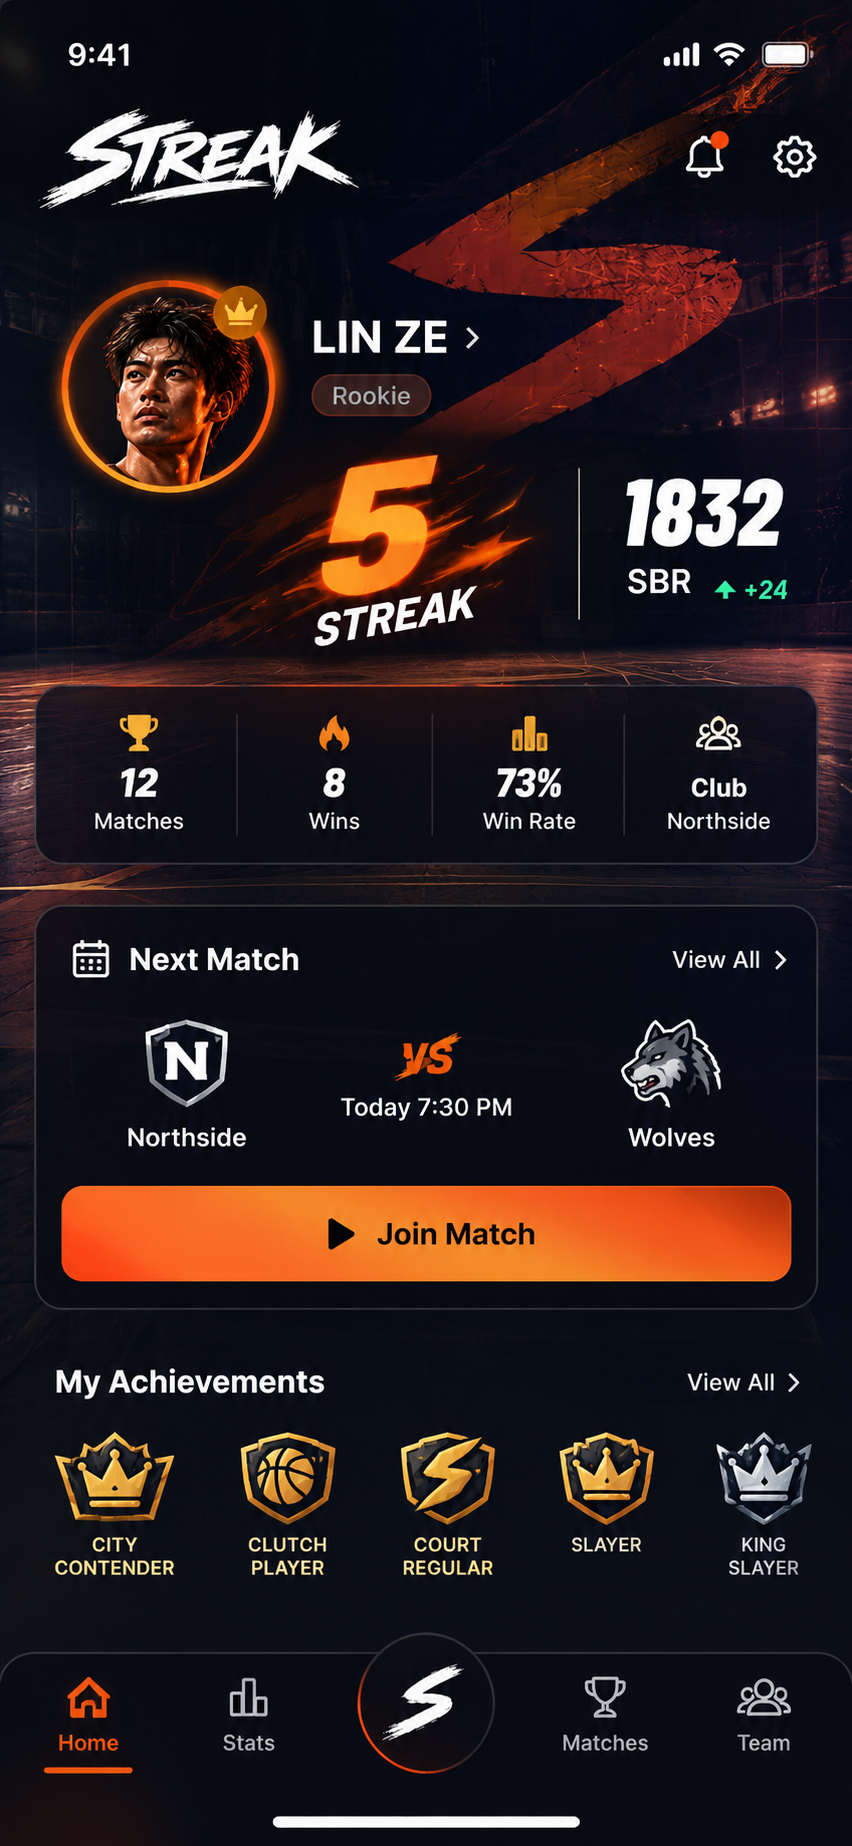 9:41
STREAK
LIN ZE
Rookie
5
STREAK
1832
SBR +24
12
Matches
8
Wins
73%
Win Rate
Club
Northside
Next Match
View All
N
VS
Today 7:30 PM
Northside
Wolves
Join Match
My Achievements
View All
CITY
CONTENDER
CLUTCH
PLAYER
COURT
REGULAR
SLAYER
KING
SLAYER
Home
Stats
S
Matches
Team